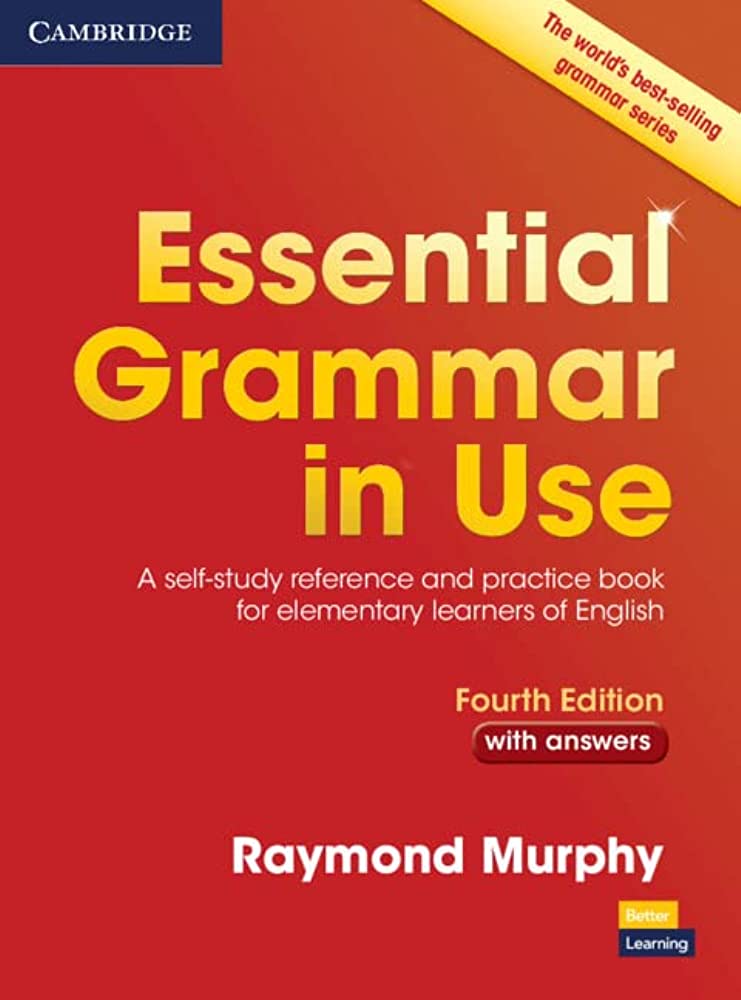 CAMBRIDGE
The world's best-selling
grammar series
Essential
Grammar
in Use
A self-study reference and practice book
for elementary learners of English
Fourth Edition
with answers
Raymond Murphy
Better
Learning